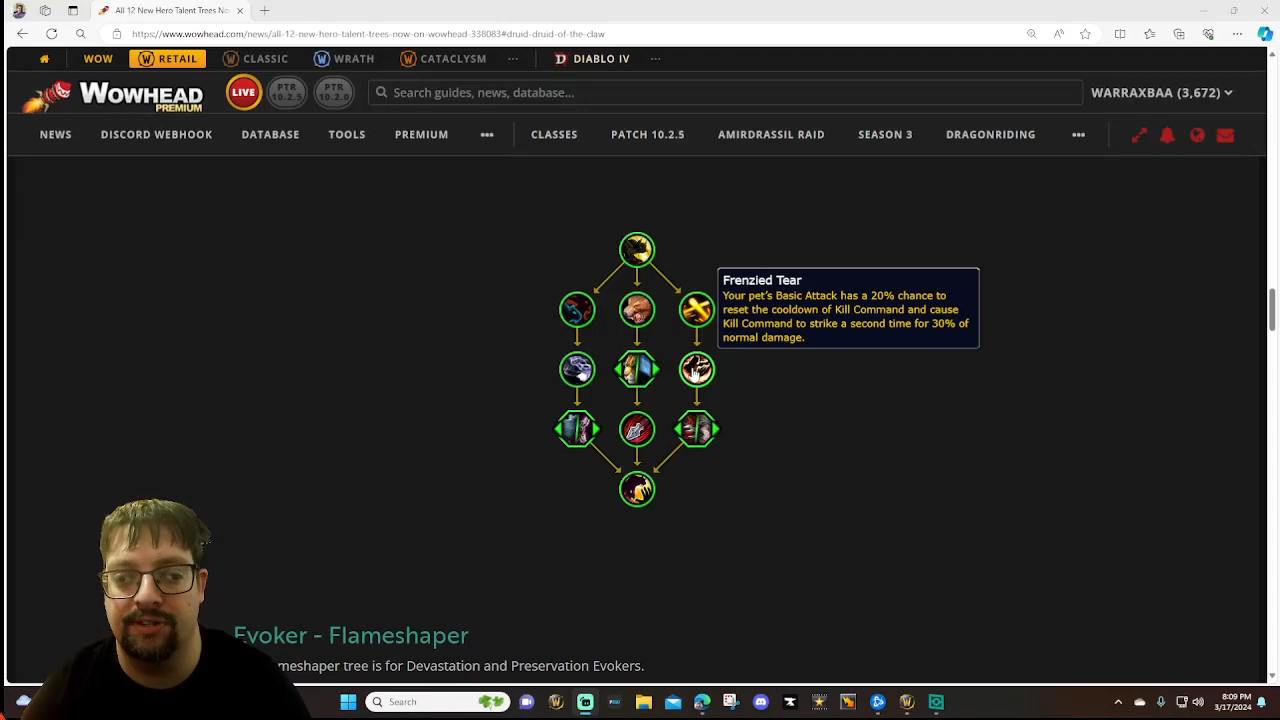 All 12 New Hero Talent Trees No
https://www.wowhead.com/news/all-12-new-hero-talent-trees-now-on-wowhead-338083#druid-druid-of-the-claw
WOW RETAIL CLASSIC WRATH CATACLYSM ... DIABLO IV ...
WOWHEAD PREMIUM LIVE PTR 10.2.5 PTR 10.2.0 Search guides, news, database... WARRAXBAA (3,672)
NEWS DISCORD WEBHOOK DATABASE TOOLS PREMIUM ... CLASSES PATCH 10.2.5 AMIRDRASSIL RAID SEASON 3 DRAGONRIDING ...
Frenzied Tear
Your pet's Basic Attack has a 20% chance to
reset the cooldown of Kill Command and cause
Kill Command to strike a second time for 30% of
normal damage.
Evoker - Flameshaper
meshaper tree is for Devastation and Preservation Evokers.
Search
8:09 PM
3/17/2024